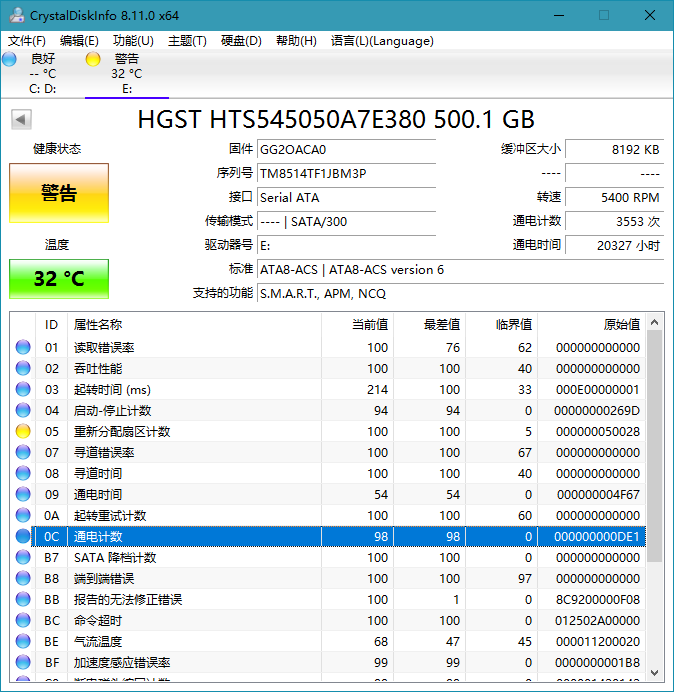 CrystalDiskInfo 8.11.0 x64
文件(F) 编辑(E) 功能(U) 主题(T) 硬盘(D) 帮助(H) 语言(L)(Language)
良好 警告
-- °C 32 °C
C: D: E:
HGST HTS545050A7E380 500.1 GB
健康状态 固件 GG2OACA0 缓冲区大小 8192 KB
警告 序列号 TM8514TF1JBM3P ---- ----
接口 Serial ATA 转速 5400 RPM
传输模式 ---- | SATA/300 通电计数 3553 次
温度 驱动器号 E: 通电时间 20327 小时
32 °C 标准 ATA8-ACS | ATA8-ACS version 6
支持的功能 S.M.A.R.T., APM, NCQ
ID 属性名称 当前值 最差值 临界值 原始值
01 读取错误率 100 76 62 000000000000
02 吞吐性能 100 100 40 000000000000
03 起转时间 (ms) 214 100 33 000E00000001
04 启动-停止计数 94 94 0 00000000269D
05 重新分配扇区计数 100 100 5 000000050028
07 寻道错误率 100 100 67 000000000000
08 寻道时间 100 100 40 000000000000
09 通电时间 54 54 0 000000004F67
0A 起转重试计数 100 100 60 000000000000
0C 通电计数 98 98 0 000000000DE1
B7 SATA 降档计数 100 100 0 000000000000
B8 端到端错误 100 100 97 000000000000
BB 报告的无法修正错误 100 1 0 8C9200000F08
BC 命令超时 100 100 0 012502A00000
BE 气流温度 68 47 45 000011200020
BF 加速度感应错误率 99 99 0 0000000001B8